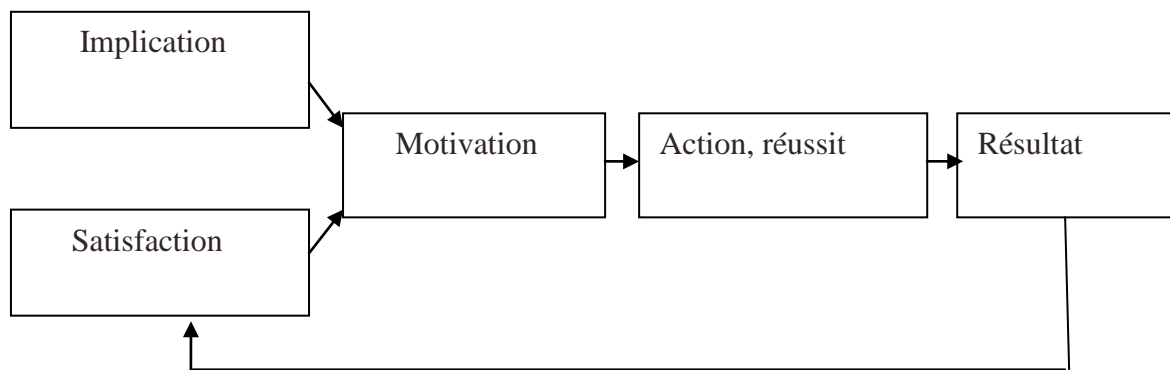 Implication
Motivation
Action, réussit
Résultat
Satisfaction